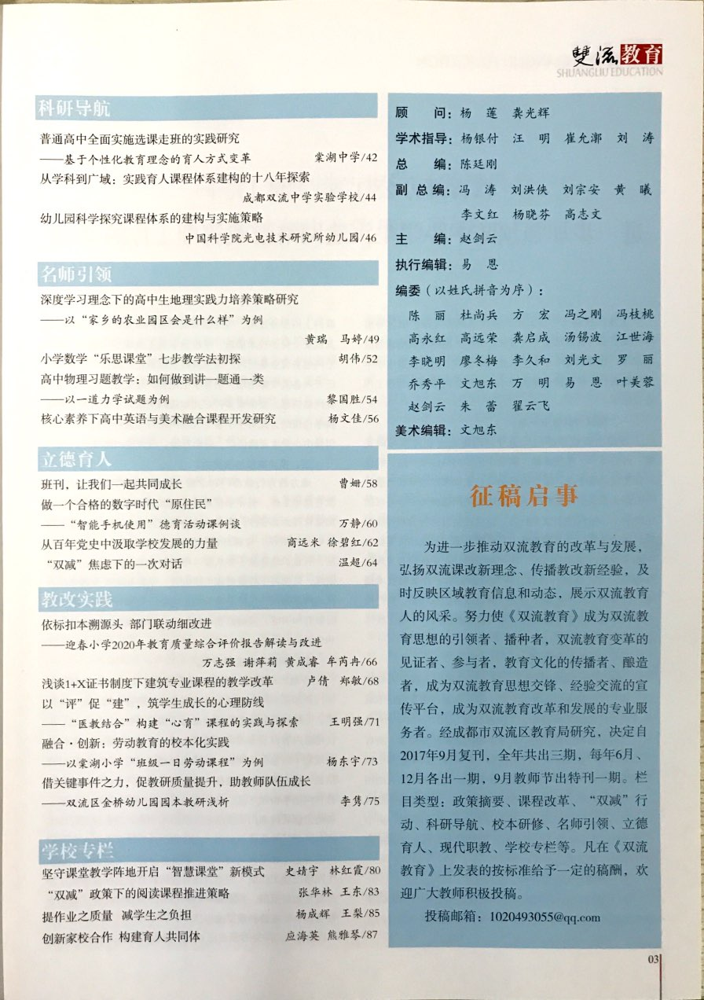 雙流教育
SHUANGLIU EDUCATION
科研导航
普通高中全面实施选课走班的实践研究
——基于个性化教育理念的育人方式变革 棠湖中学/42
从学科到广域：实践育人课程体系建构的十八年探索
成都双流中学实验学校/44
幼儿园科学探究课程体系的建构与实施策略
中国科学院光电技术研究所幼儿园/46
名师引领
深度学习理念下的高中生地理实践力培养策略研究
——以“家乡的农业园区会是什么样”为例
黄瑞 马婷/49
小学数学“乐思课堂”七步教学法初探 胡伟/52
高中物理习题教学：如何做到讲一题通一类
——以一道力学试题为例 黎国胜/54
核心素养下高中英语与美术融合课程开发研究 杨文佳/56
立德育人
班刊，让我们一起共同成长 曹姗/58
做一个合格的数字时代“原住民”
——“智能手机使用”德育活动课例谈 万静/60
从百年党史中汲取学校发展的力量 商远米 徐碧红/62
“双减”焦虑下的一次对话 温超/64
教改实践
依标扣本溯源头 部门联动细改进
——迎春小学2020年教育质量综合评价报告解读与改进
万志强 谢萍莉 黄成睿 牟芮冉/66
浅谈1+X证书制度下建筑专业课程的教学改革 卢倩 郑敏/68
以“评”促“建”，筑学生成长的心理防线
——“医教结合”构建“心育”课程的实践与探索 王明强/71
融合·创新：劳动教育的校本化实践
——以棠湖小学“班级一日劳动课程”为例 杨东宇/73
借关键事件之力，促教研质量提升，助教师队伍成长
——双流区金桥幼儿园园本教研浅析 李隽/75
学校专栏
坚守课堂教学阵地开启“智慧课堂”新模式 史婧宇 林红霞/80
“双减”政策下的阅读课程推进策略 张华林 王东/83
提作业之质量 减学生之负担 杨成辉 王梨/85
创新家校合作 构建育人共同体 应海英 熊雅琴/87
顾 问：杨 莲 龚光辉
学术指导：杨银付 汪 明 崔允漷 刘 涛
总 编：陈廷刚
副 总 编：冯 涛 刘洪侠 刘宗安 黄 曦
李文红 杨晓芬 高志文
主 编：赵剑云
执行编辑：易 恩
编委（以姓氏拼音为序）：
陈 丽 杜尚兵 方 宏 冯之刚 冯枝桃
高永红 高远荣 龚启成 汤锡波 江世海
李晓明 廖冬梅 李久和 刘光文 罗 丽
乔秀平 文旭东 万 明 易 恩 叶美蓉
赵剑云 朱 蕾 翟云飞
美术编辑：文旭东
征稿启事
为进一步推动双流教育的改革与发展，
弘扬双流课改新理念、传播教改新经验，及
时反映区域教育信息和动态，展示双流教育
人的风采。努力使《双流教育》成为双流教
育思想的引领者、播种者，双流教育变革的
见证者、参与者，教育文化的传播者、酿造
者，成为双流教育思想交锋、经验交流的宣
传平台，成为双流教育改革和发展的专业服
务者。经成都市双流区教育局研究，决定自
2017年9月复刊，全年共出三期，每年6月、
12月各出一期，9月教师节出特刊一期。栏
目类型：政策摘要、课程改革、“双减”行
动、科研导航、校本研修、名师引领、立德
育人、现代职教、学校专栏等。凡在《双流
教育》上发表的按标准给予一定的稿酬，欢
迎广大教师积极投稿。
投稿邮箱：1020493055@qq.com
03